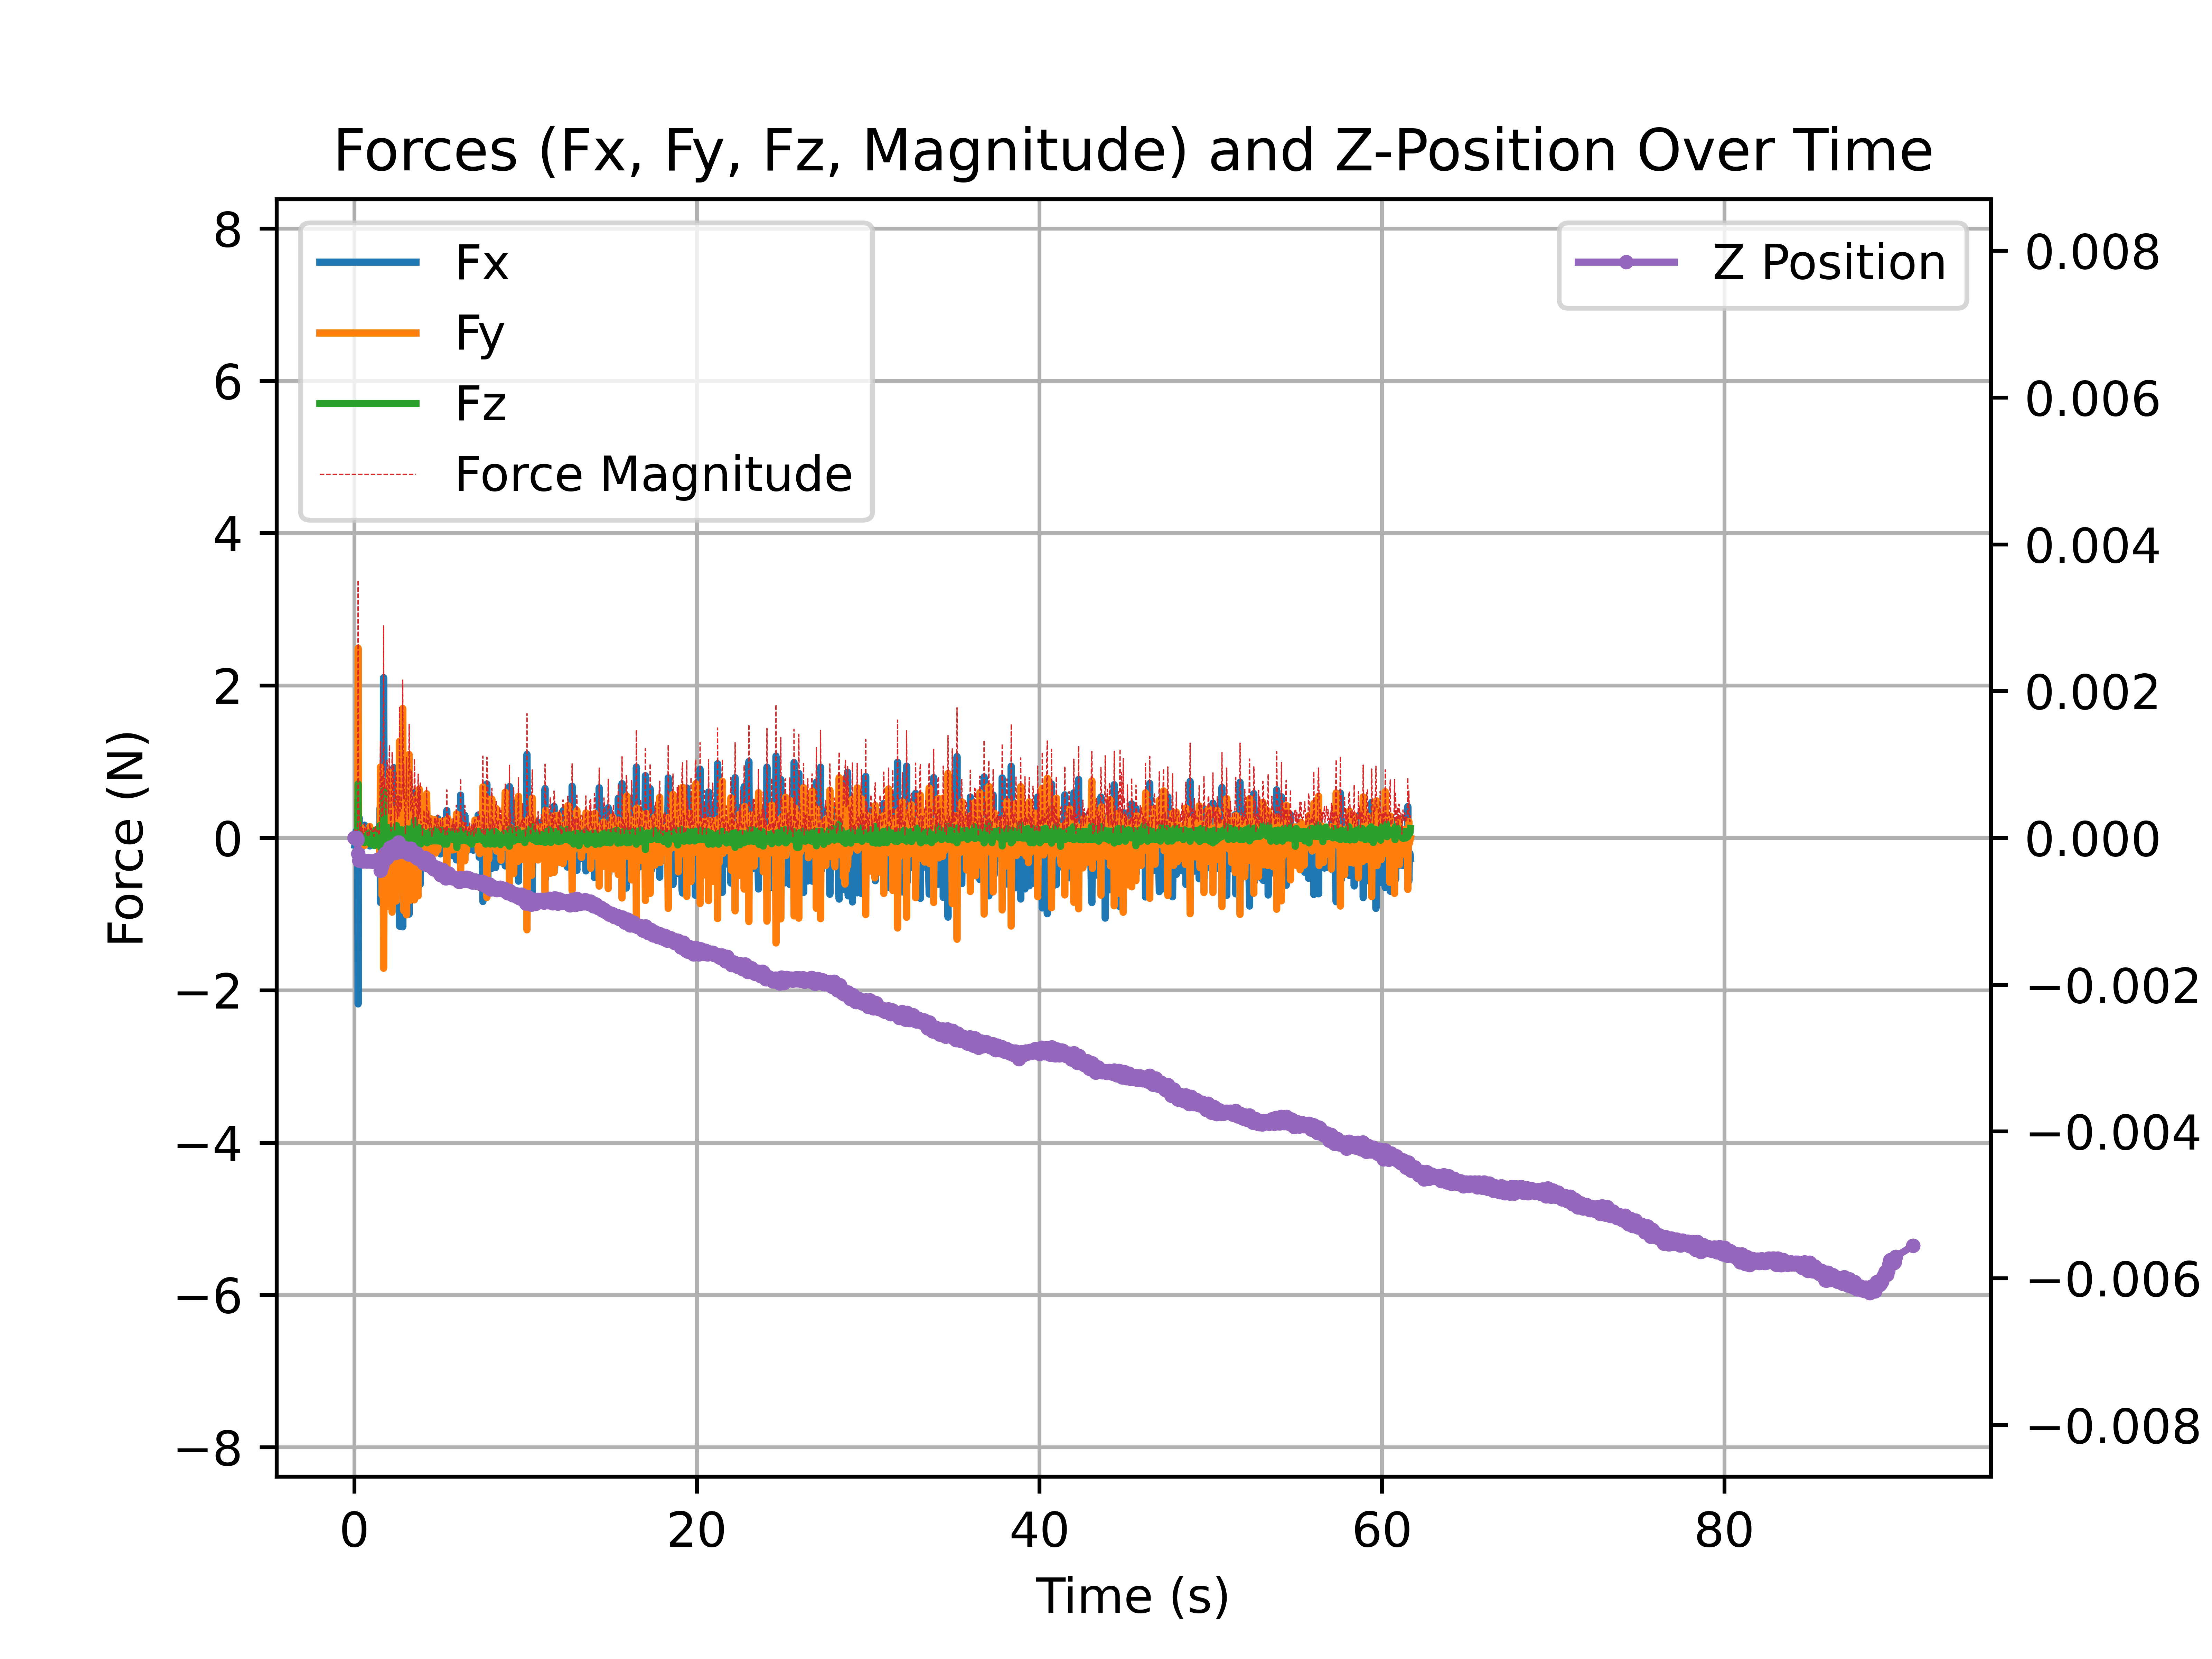 Forces (Fx, Fy, Fz, Magnitude) and Z-Position Over Time
Fx
Fy
Fz
Force Magnitude
Z Position
8
6
4
2
0
−2
−4
−6
−8
Force (N)
0.008
0.006
0.004
0.002
0.000
−0.002
−0.004
−0.006
−0.008
0
20
40
60
80
Time (s)